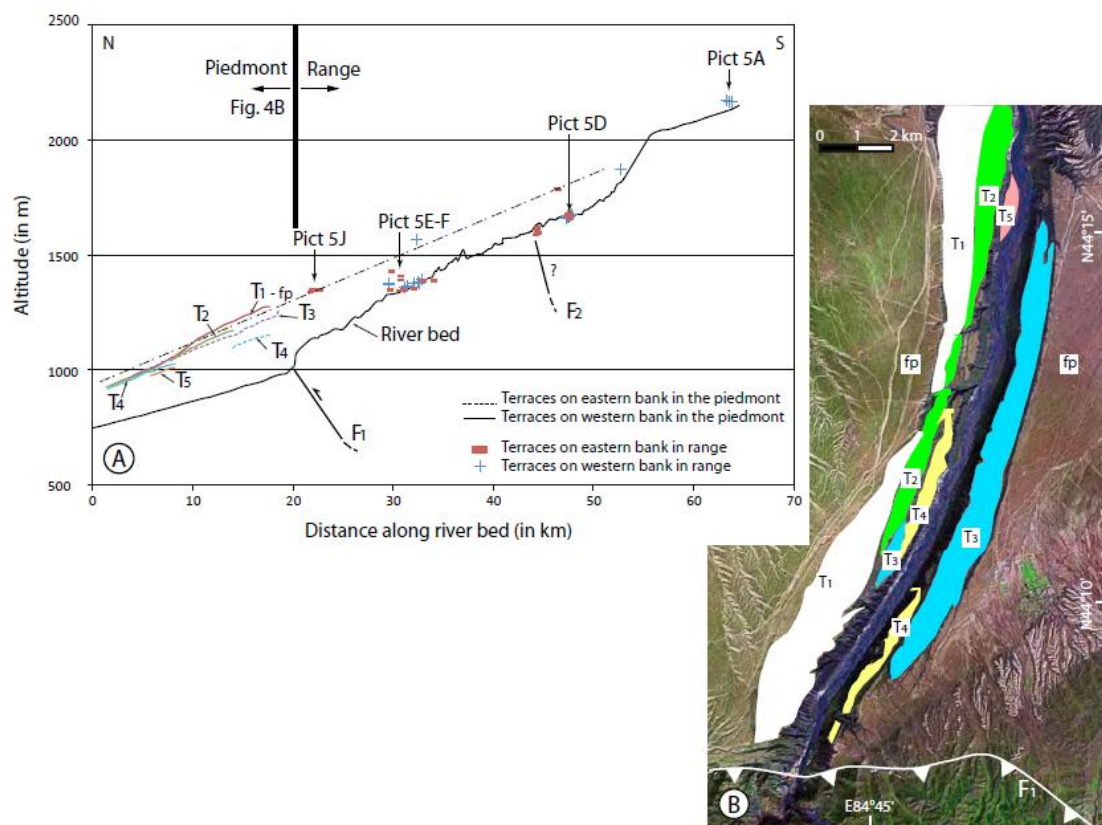 2500
N
S
Pict 5A
Piedmont
Range
Fig. 4B
2000
Pict 5D
Altitude (in m)
Pict 5E-F
1500
Pict 5J
T1 - fp
T2
T3
?
F2
T4
River bed
1000
T5
T4
Terraces on eastern bank in the piedmont
Terraces on western bank in the piedmont
F1
Terraces on eastern bank in range
A
Terraces on western bank in range
500
0 10 20 30 40 50 60 70
Distance along river bed (in km)
0 1 2 km
T2
T5
T1
N44°15'
fp
fp
T2
T4
T3
T3
T1
N44°10'
T4
F1
B
E84°45'